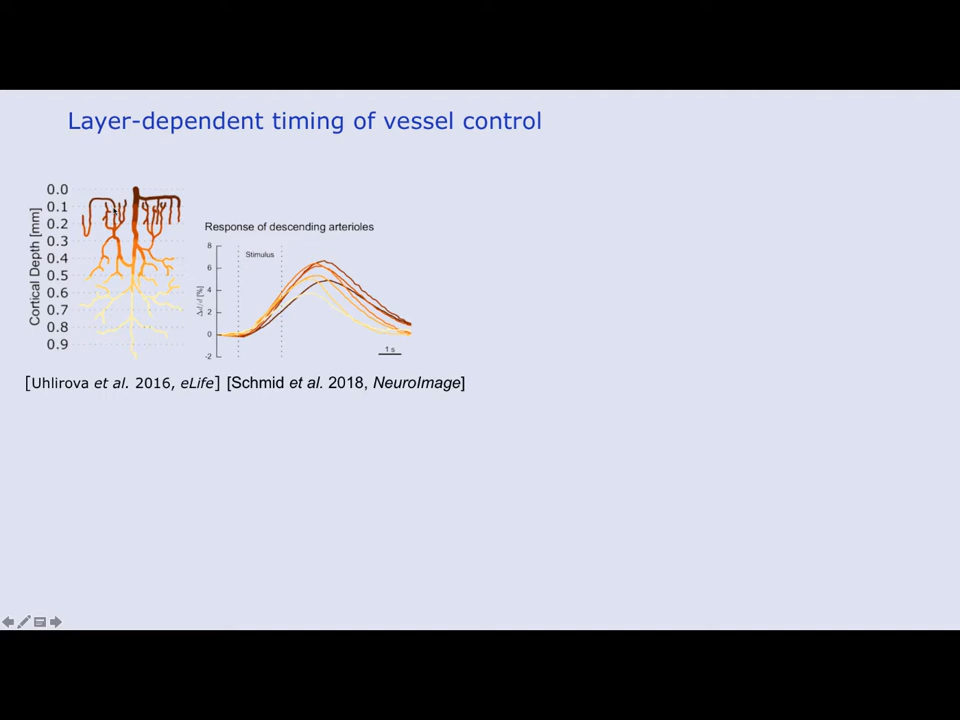 Layer-dependent timing of vessel control
Cortical Depth [mm]
0.0
0.1
0.2
0.3
0.4
0.5
0.6
0.7
0.8
0.9
Response of descending arterioles
Δd/d [%]
8
6
4
2
0
-2
Stimulus
1 s
[Uhlirova et al. 2016, eLife] [Schmid et al. 2018, NeuroImage]